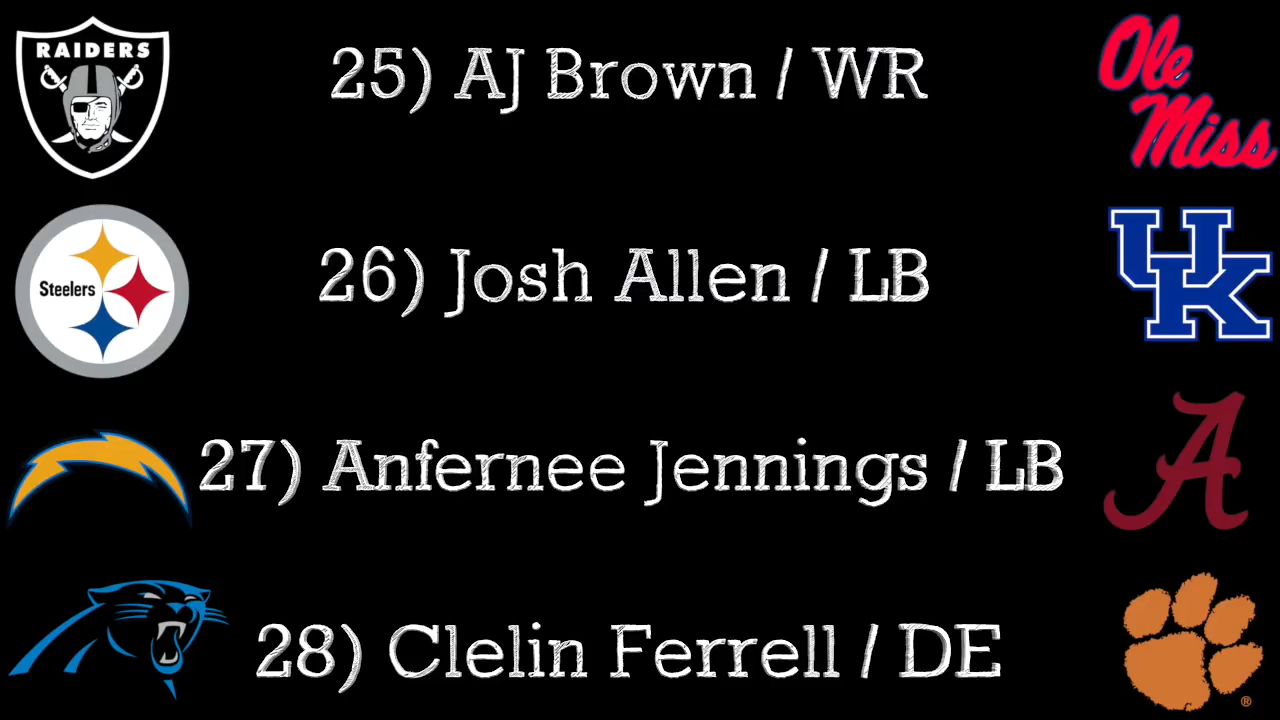 RAIDERS
25) AJ Brown / WR
Ole
Miss
Steelers
26) Josh Allen / LB
UK
27) Anfernee Jennings / LB
A
28) Clelin Ferrell / DE
®